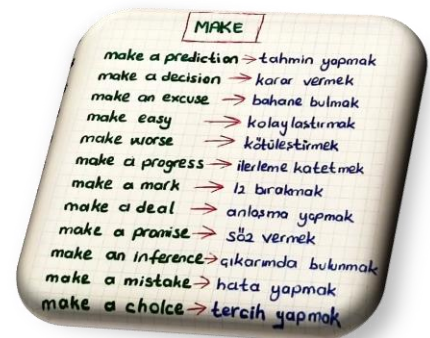 MAKE
make a prediction → tahmin yapmak
make a decision → karar vermek
make an excuse → bahane bulmak
make easy → kolaylastırmak
make worse → kötüleştirmek
make a progress → ilerleme katetmek
make a mark → iz bırakmak
make a deal → anlaşma yapmak
make a promise → söz vermek
make an inference → çıkarımda bulunmak
make a mistake → hata yapmak
make a choice → tercih yapmak